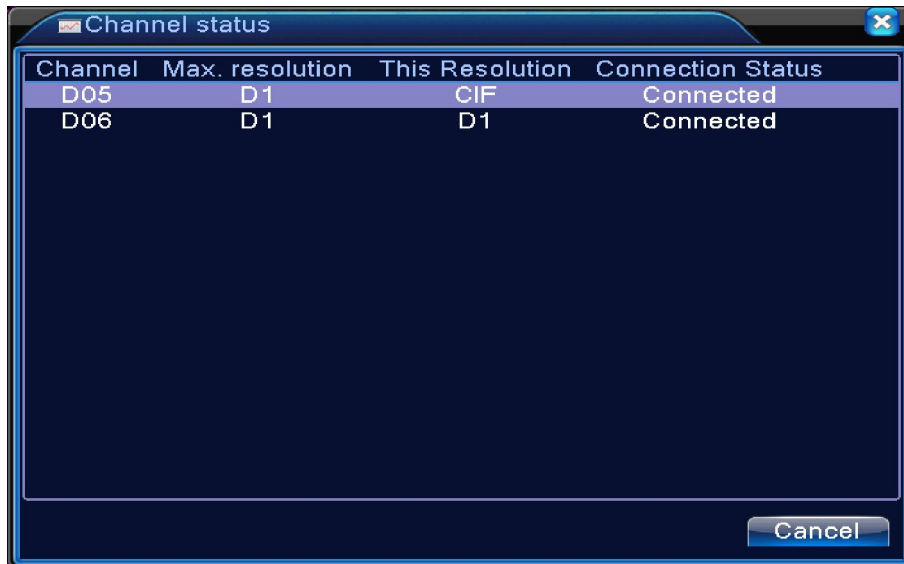 Channel status
Channel Max. resolution This Resolution Connection Status
D05 D1 CIF Connected
D06 D1 D1 Connected
Cancel